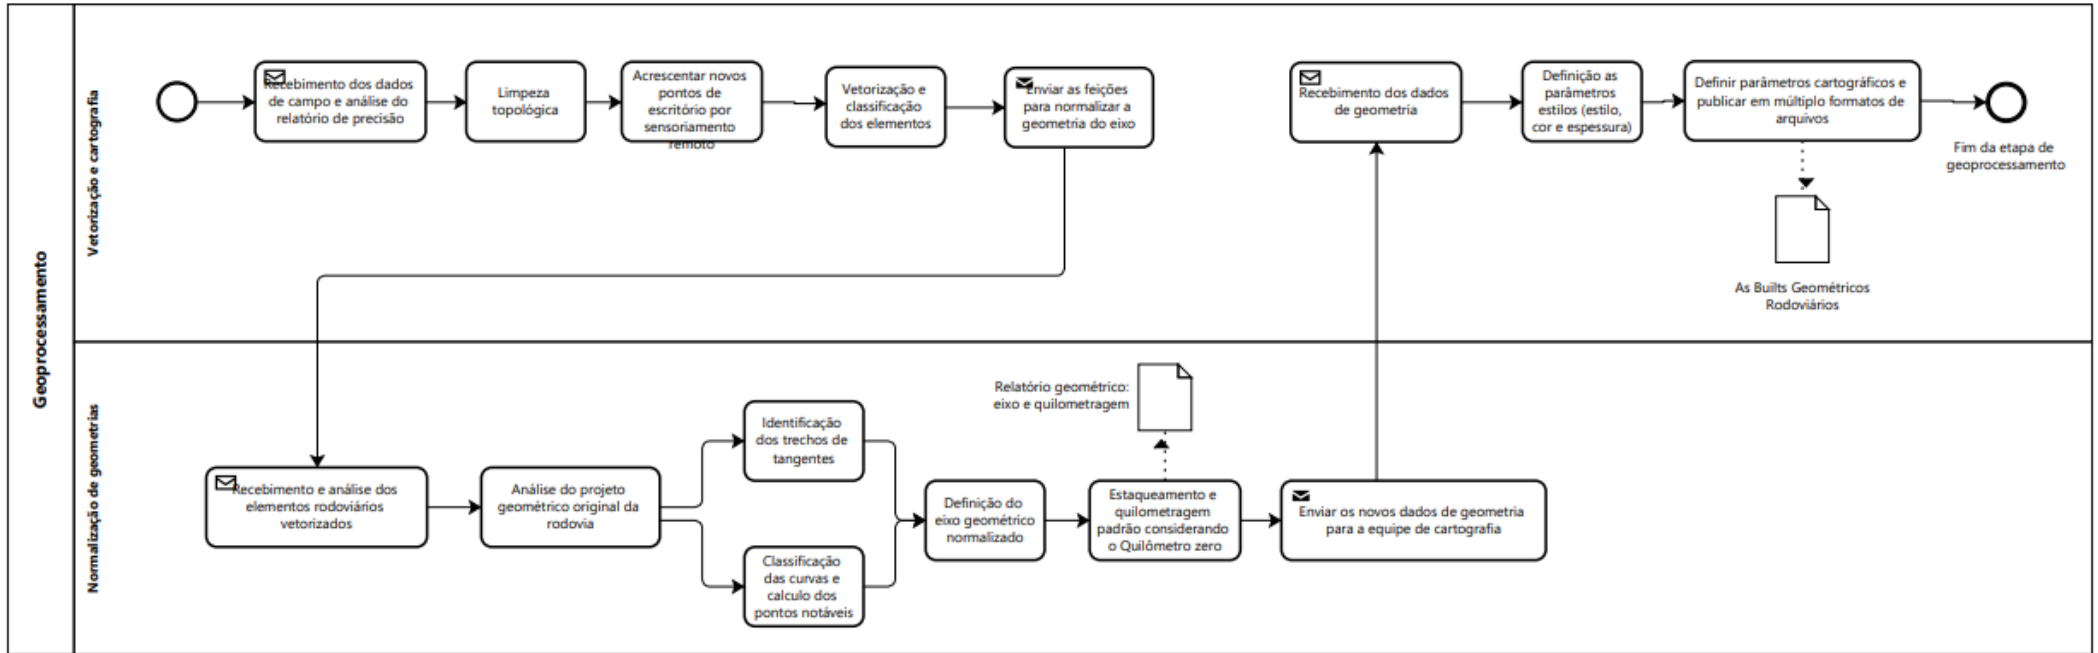 Geoprocessamento
Vetorização e cartografia
Recebimento dos dados
de campo e análise do
relatório de precisão
Limpeza
topológica
Acrescentar novos
pontos de
escritório por
sensoriamento
remoto
Vetorização e
classificação
dos elementos
Enviar as feições
para normalizar a
geometria do eixo
Recebimento dos dados
de geometria
Definição as
parâmetros
estilos (estilo,
cor e espessura)
Definir parâmetros cartográficos e
publicar em múltiplo formatos de
arquivos
Fim da etapa de
geoprocessamento
As Builts Geométricos
Rodoviários
Normalização de geometrias
Recebimento e análise dos
elementos rodoviários
vetorizados
Análise do projeto
geométrico original da
rodovia
Identificação
dos trechos de
tangentes
Classificação
das curvas e
calculo dos
pontos notáveis
Definição do
eixo geométrico
normalizado
Relatório geométrico:
eixo e quilometragem
Estaqueamento e
quilometragem
padrão considerando
o Quilômetro zero
Enviar os novos dados de geometria
para a equipe de cartografia